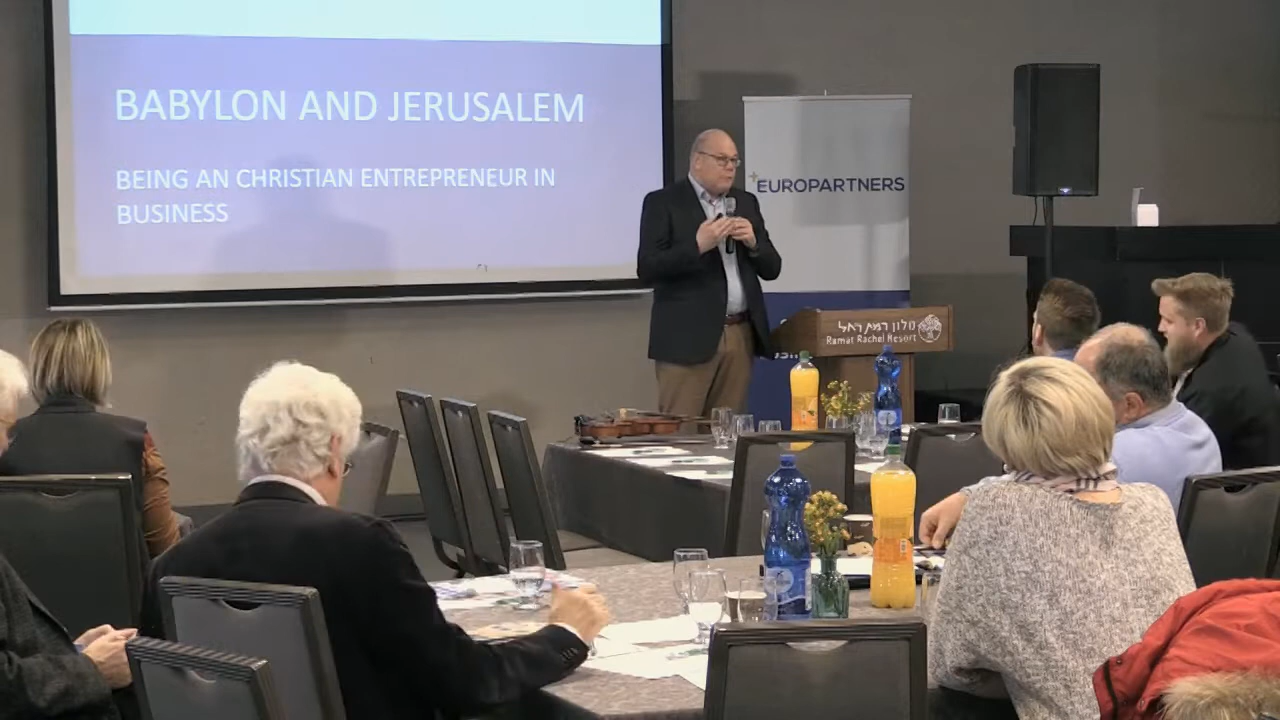 BABYLON AND JERUSALEM
BEING AN CHRISTIAN ENTREPRENEUR IN
BUSINESS
EUROPARTNERS
מלון רמת רחל
Ramat Rachel Resort